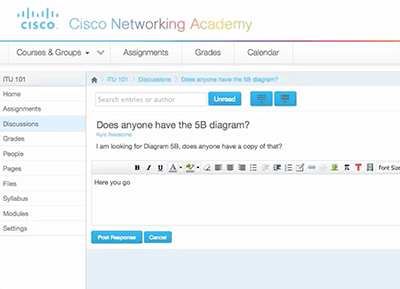 CISCO Cisco Networking Academy
Courses & Groups Assignments Grades Calendar
ITU 101
ITU 101 Discussions Does anyone have the 5B diagram?
Home
Assignments
Discussions
Grades
People
Pages
Files
Syllabus
Modules
Settings
Search entries or author Unread
Does anyone have the 5B diagram?
Kyle Awesome
I am looking for Diagram 5B, does anyone have a copy of that?
B I U A Font Size
Here you go
Post Response Cancel